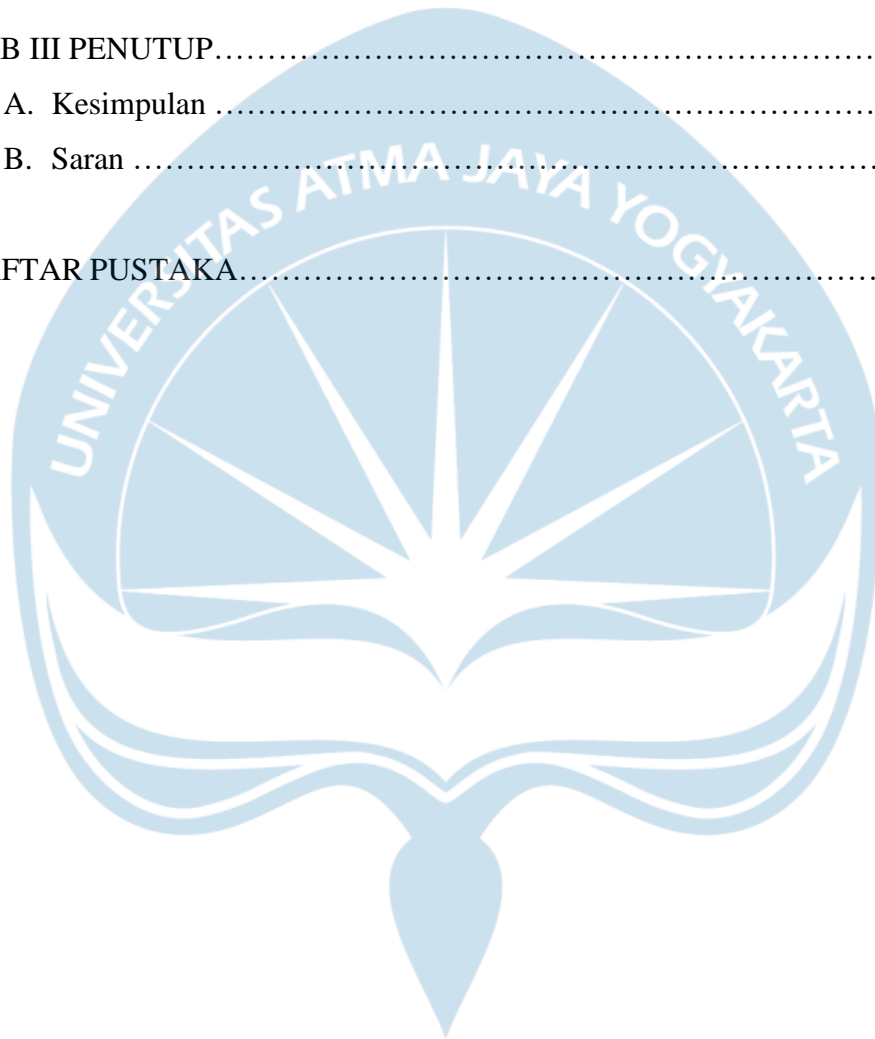 B III PENUTUP…………………………………………………………
A. Kesimpulan …………………………………………………………
B. Saran …………………………………………………………………
FTAR PUSTAKA………………………………………………………
UNIVERSITAS ATMA JAYA YOGYAKARTA